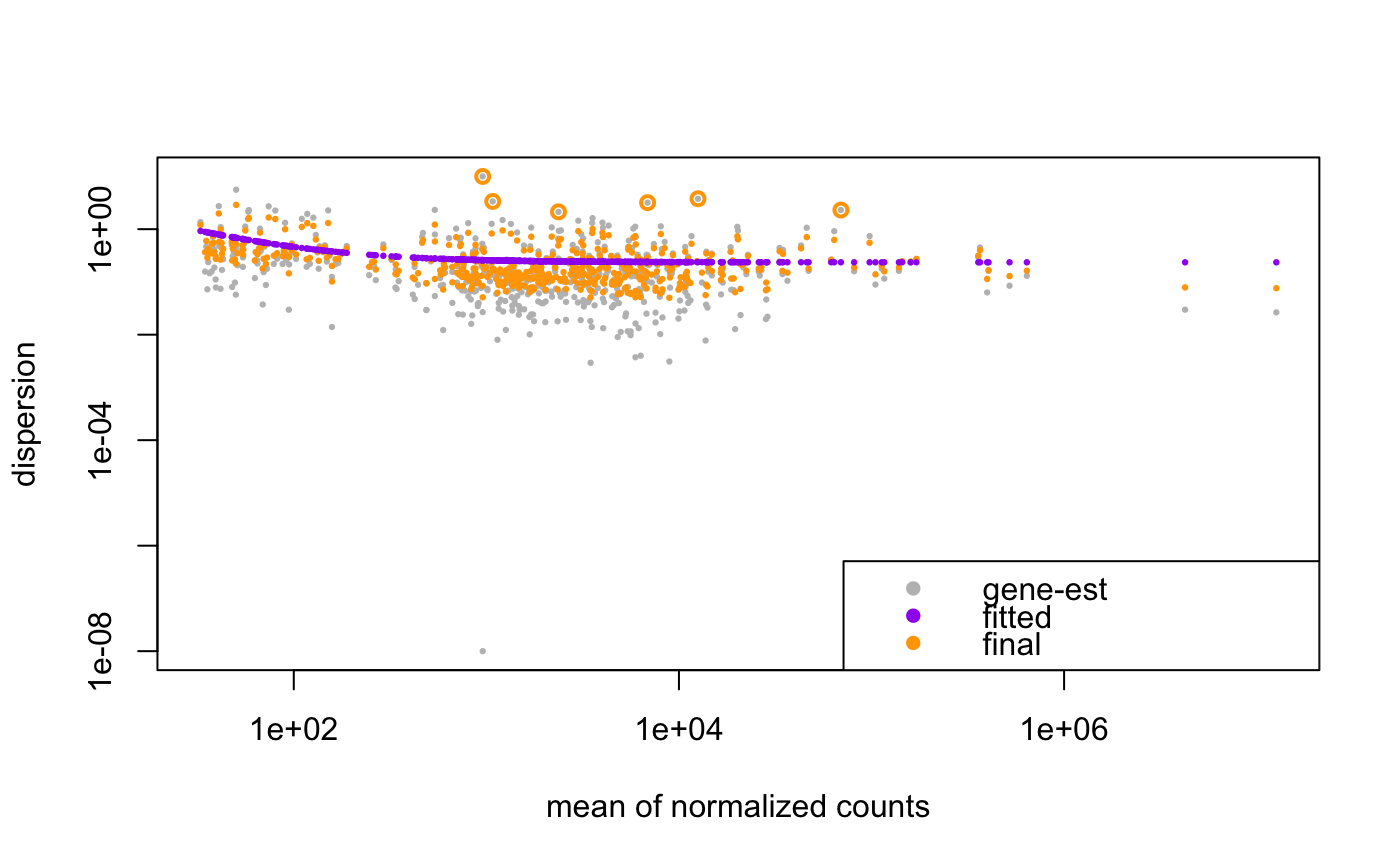 dispersion
1e+00
1e-04
1e-08
gene-est
fitted
final
1e+02
1e+04
1e+06
mean of normalized counts